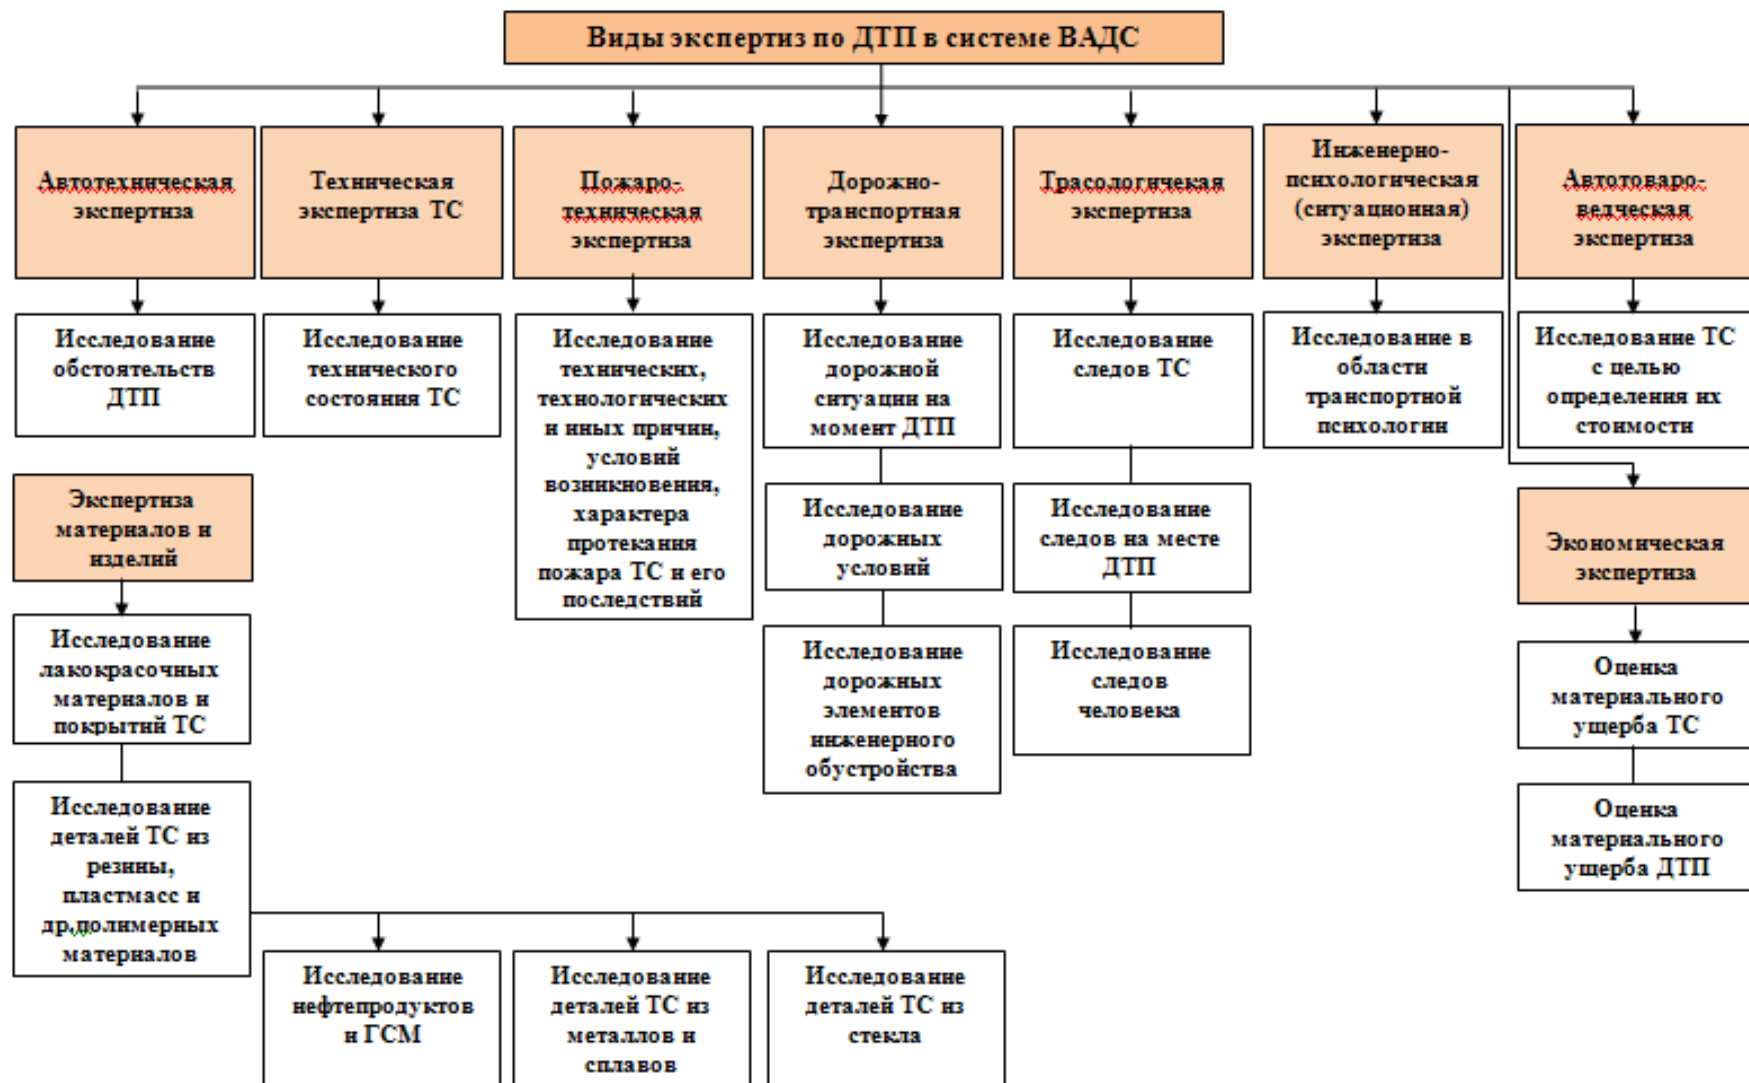 Виды экспертиз по ДТП в системе ВАДС
Автотехническая
экспертиза
Техническая
экспертиза ТС
Пожаро-
техническая
экспертиза
Дорожно-
транспортная
экспертиза
Трасологичекая
экспертиза
Инженерно-
психологическая
(ситуационная)
экспертиза
Автотоваро-
ведческая
экспертиза
Исследование
обстоятельств
ДТП
Исследование
технического
состояния ТС
Исследование
технических,
технологических
и иных причин,
условий
возникновения,
характера
протекания
пожара ТС и его
последствий
Исследование
дорожной
ситуации на
момент ДТП
Исследование
следов ТС
Исследование в
области
транспортной
психологии
Исследование ТС
с целью
определения их
стоимости
Экспертиза
материалов и
изделий
Исследование
дорожных
условий
Исследование
следов на месте
ДТП
Экономическая
экспертиза
Исследование
лакокрасочных
материалов и
покрытий ТС
Исследование
дорожных
элементов
инженерного
обустройства
Исследование
следов
человека
Оценка
материального
ущерба ТС
Исследование
деталей ТС из
резины,
пластмасс и
др.полимерных
материалов
Оценка
материального
ущерба ДТП
Исследование
нефтепродуктов
и ГСМ
Исследование
деталей ТС из
металлов и
сплавов
Исследование
деталей ТС из
стекла